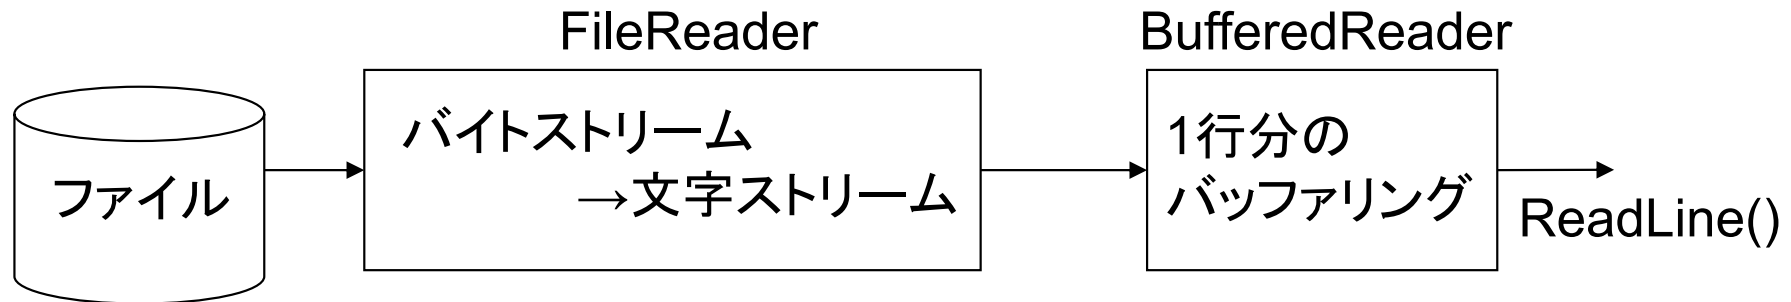 FileReader
BufferedReader
ファイル
バイトストリーム
→文字ストリーム
1行分の
バッファリング
ReadLine()